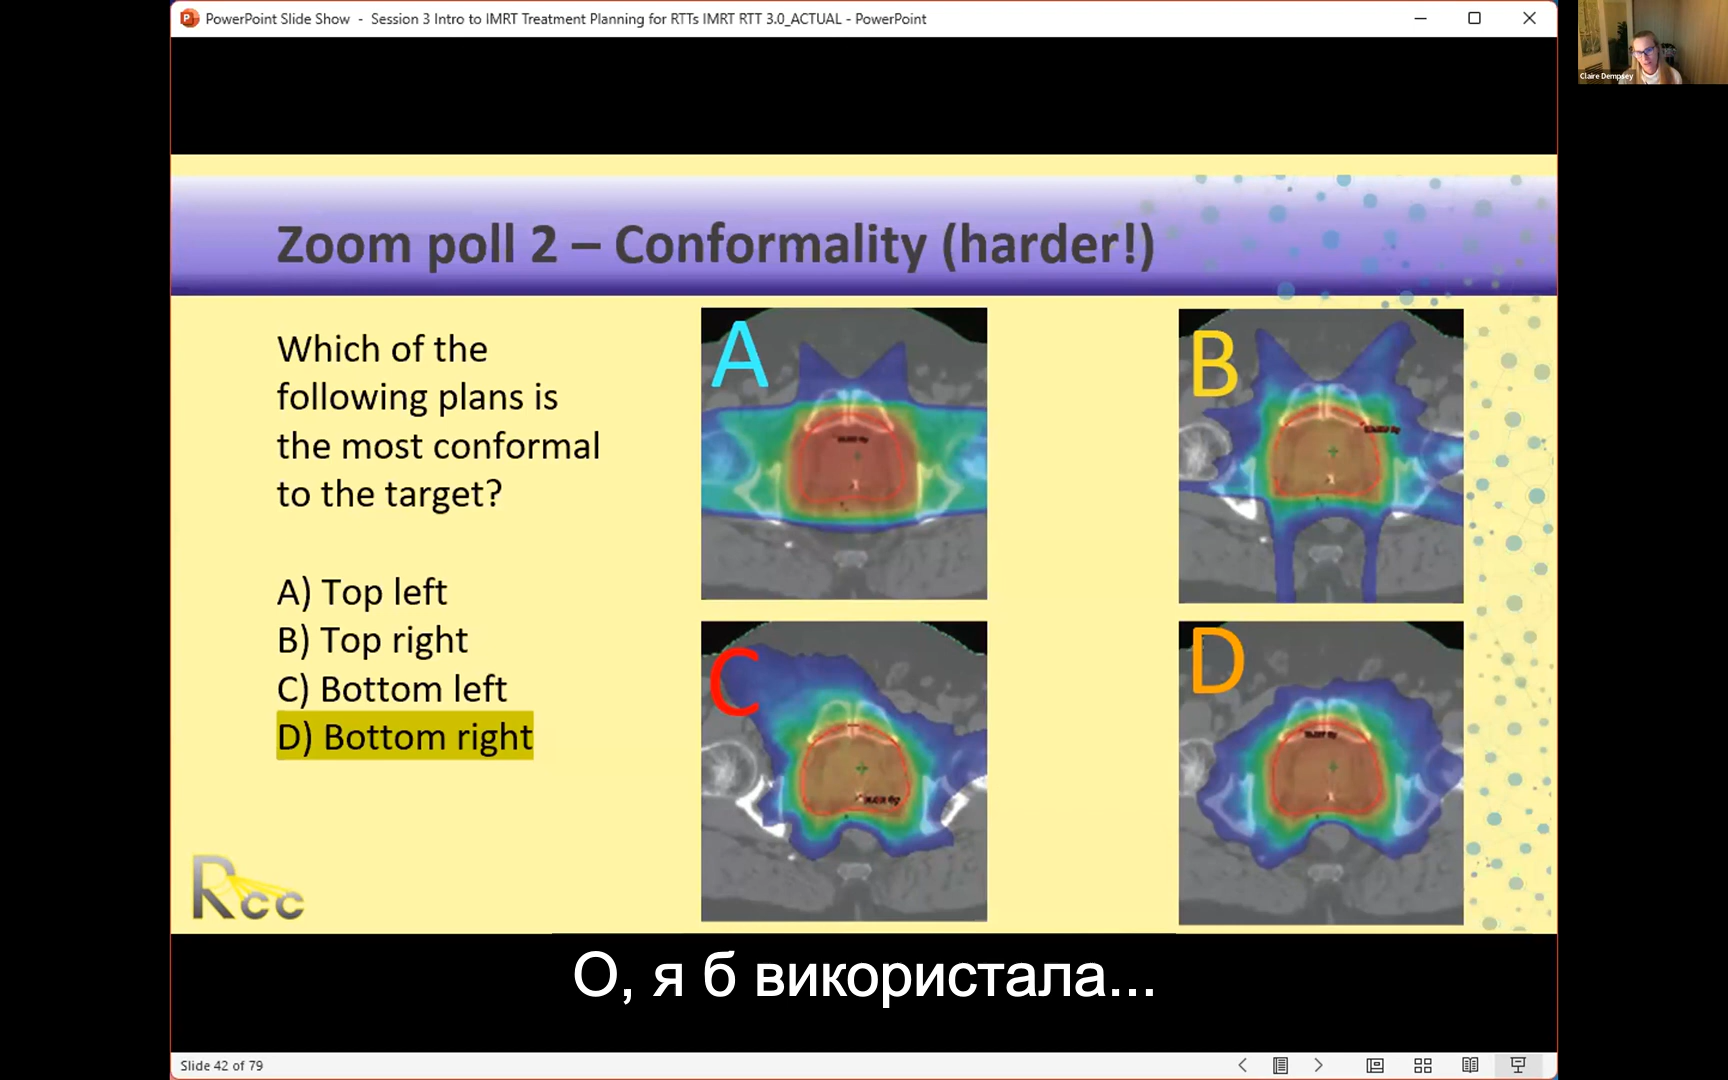 PowerPoint Slide Show - Session 3 Intro to IMRT Treatment Planning for RTTs IMRT RTT 3.0_ACTUAL - PowerPoint
Claire Dempsey
Zoom poll 2 – Conformality (harder!)
Which of the
following plans is
the most conformal
to the target?
A) Top left
B) Top right
C) Bottom left
D) Bottom right
A
B
C
D
Rcc
О, я б використала...
Slide 42 of 79